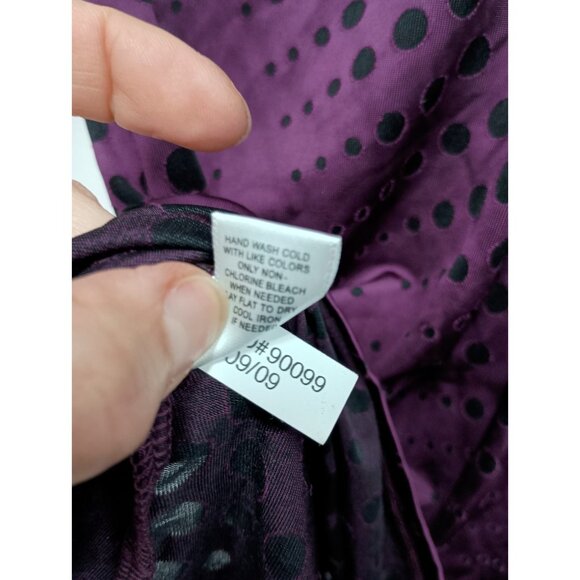 HAND WASH COLD
WITH LIKE COLORS
ONLY NON-
CHLORINE BLEACH
WHEN NEEDED
LAY FLAT TO DRY
COOL IRON
IF NEEDED
#90099
09/09